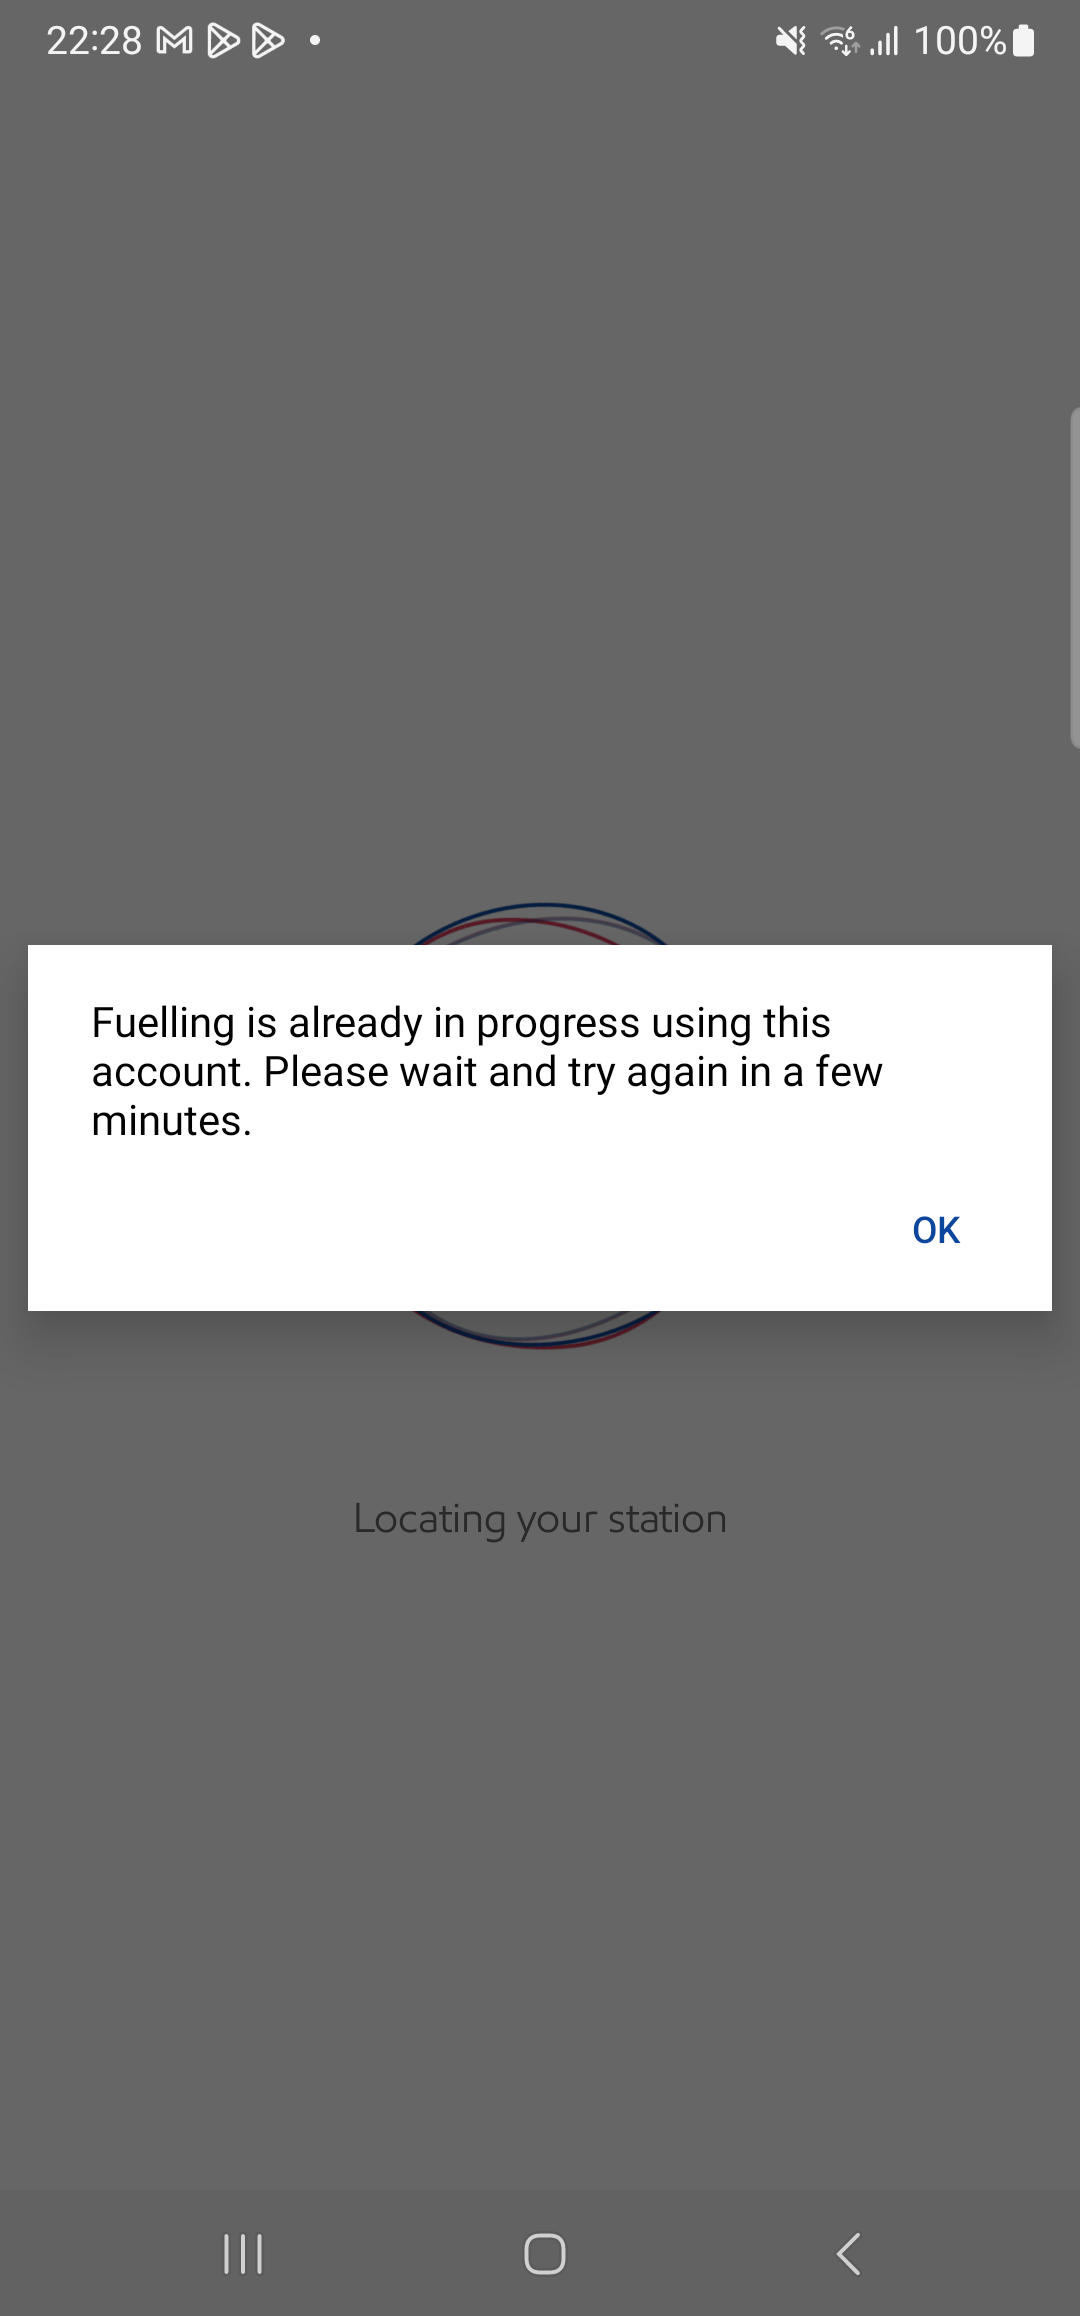 22:28
6
100%
Fuelling is already in progress using this
account. Please wait and try again in a few
minutes.
OK
Locating your station